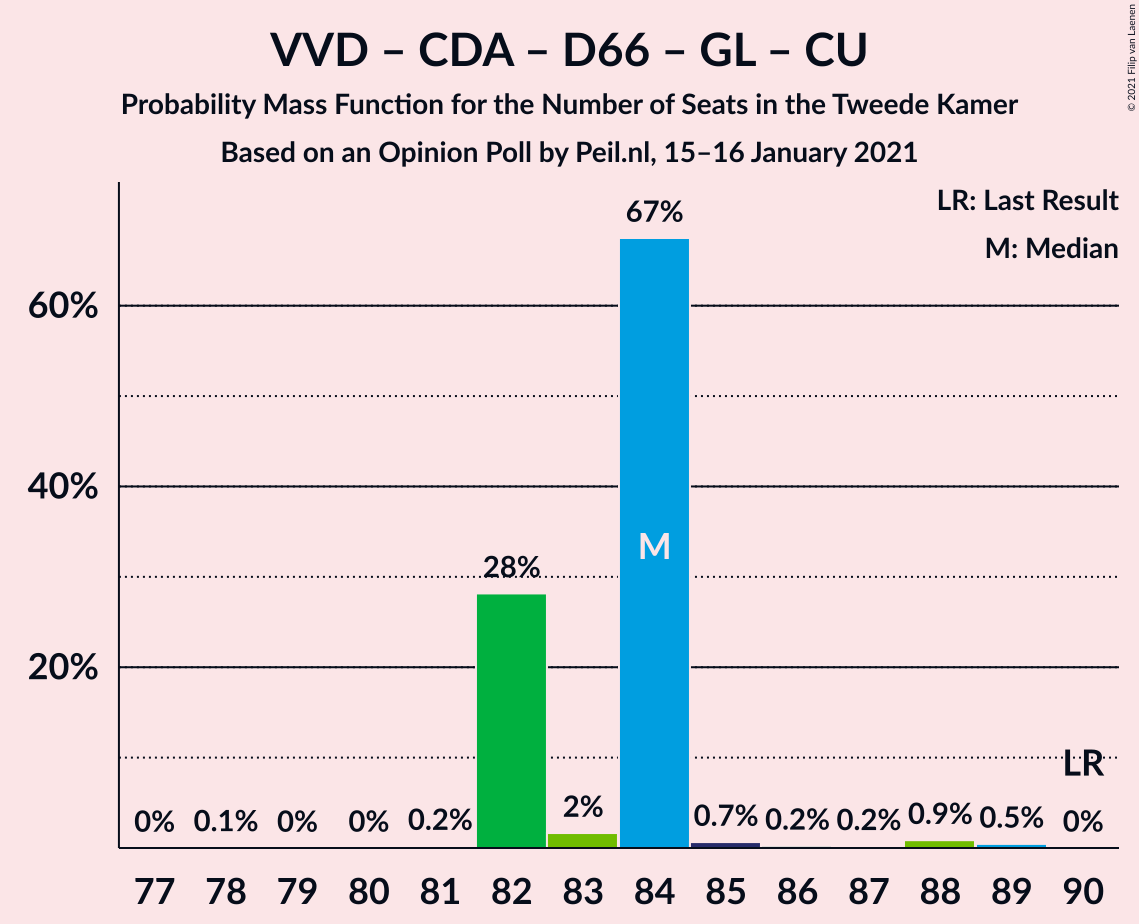 VVD – CDA – D66 – GL – CU
Probability Mass Function for the Number of Seats in the Tweede Kamer
Based on an Opinion Poll by Peil.nl, 15–16 January 2021
© 2021 Filip van Laenen
LR: Last Result
M: Median
67%
60%
40%
M
28%
20%
LR
0% 0.1% 0% 0% 0.2% 2% 0.7% 0.2% 0.2% 0.9% 0.5% 0%
77 78 79 80 81 82 83 84 85 86 87 88 89 90